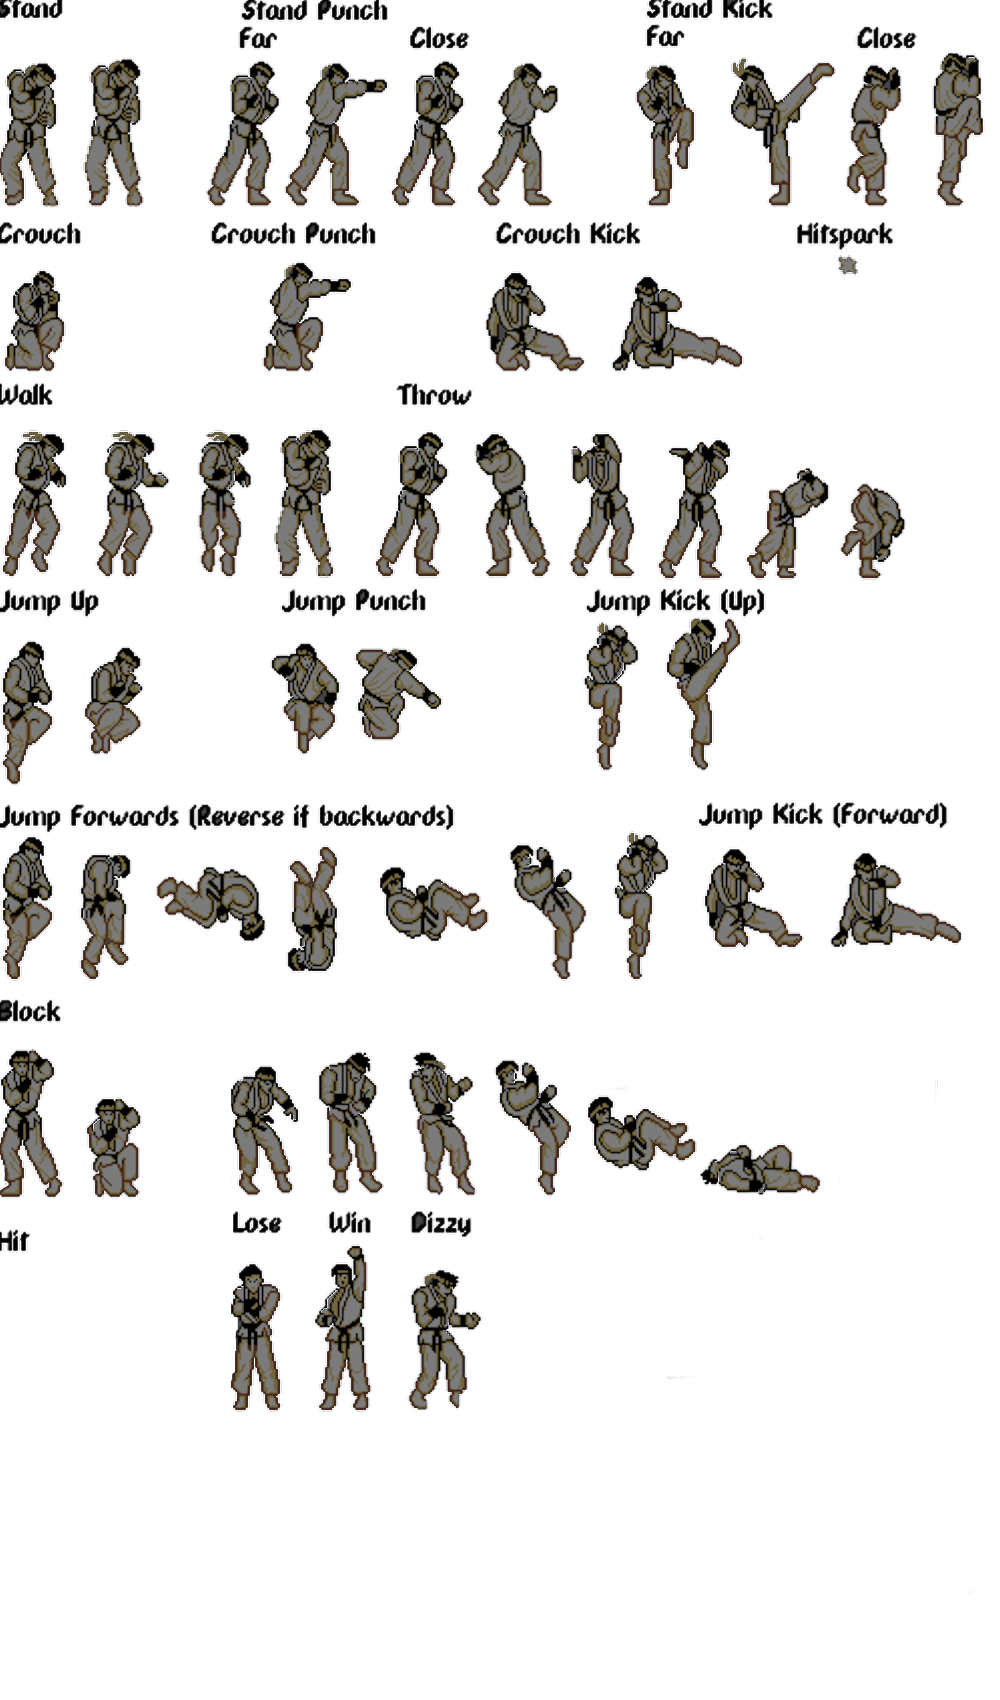 Stand
Stand Punch
Stand Kick
Far
Close
Far
Close
Crouch
Crouch Punch
Crouch Kick
Hitspark
Walk
Throw
Jump Up
Jump Punch
Jump Kick (Up)
Jump Forwards (Reverse if backwards)
Jump Kick (Forward)
Block
Lose
Win
Dizzy
Hit